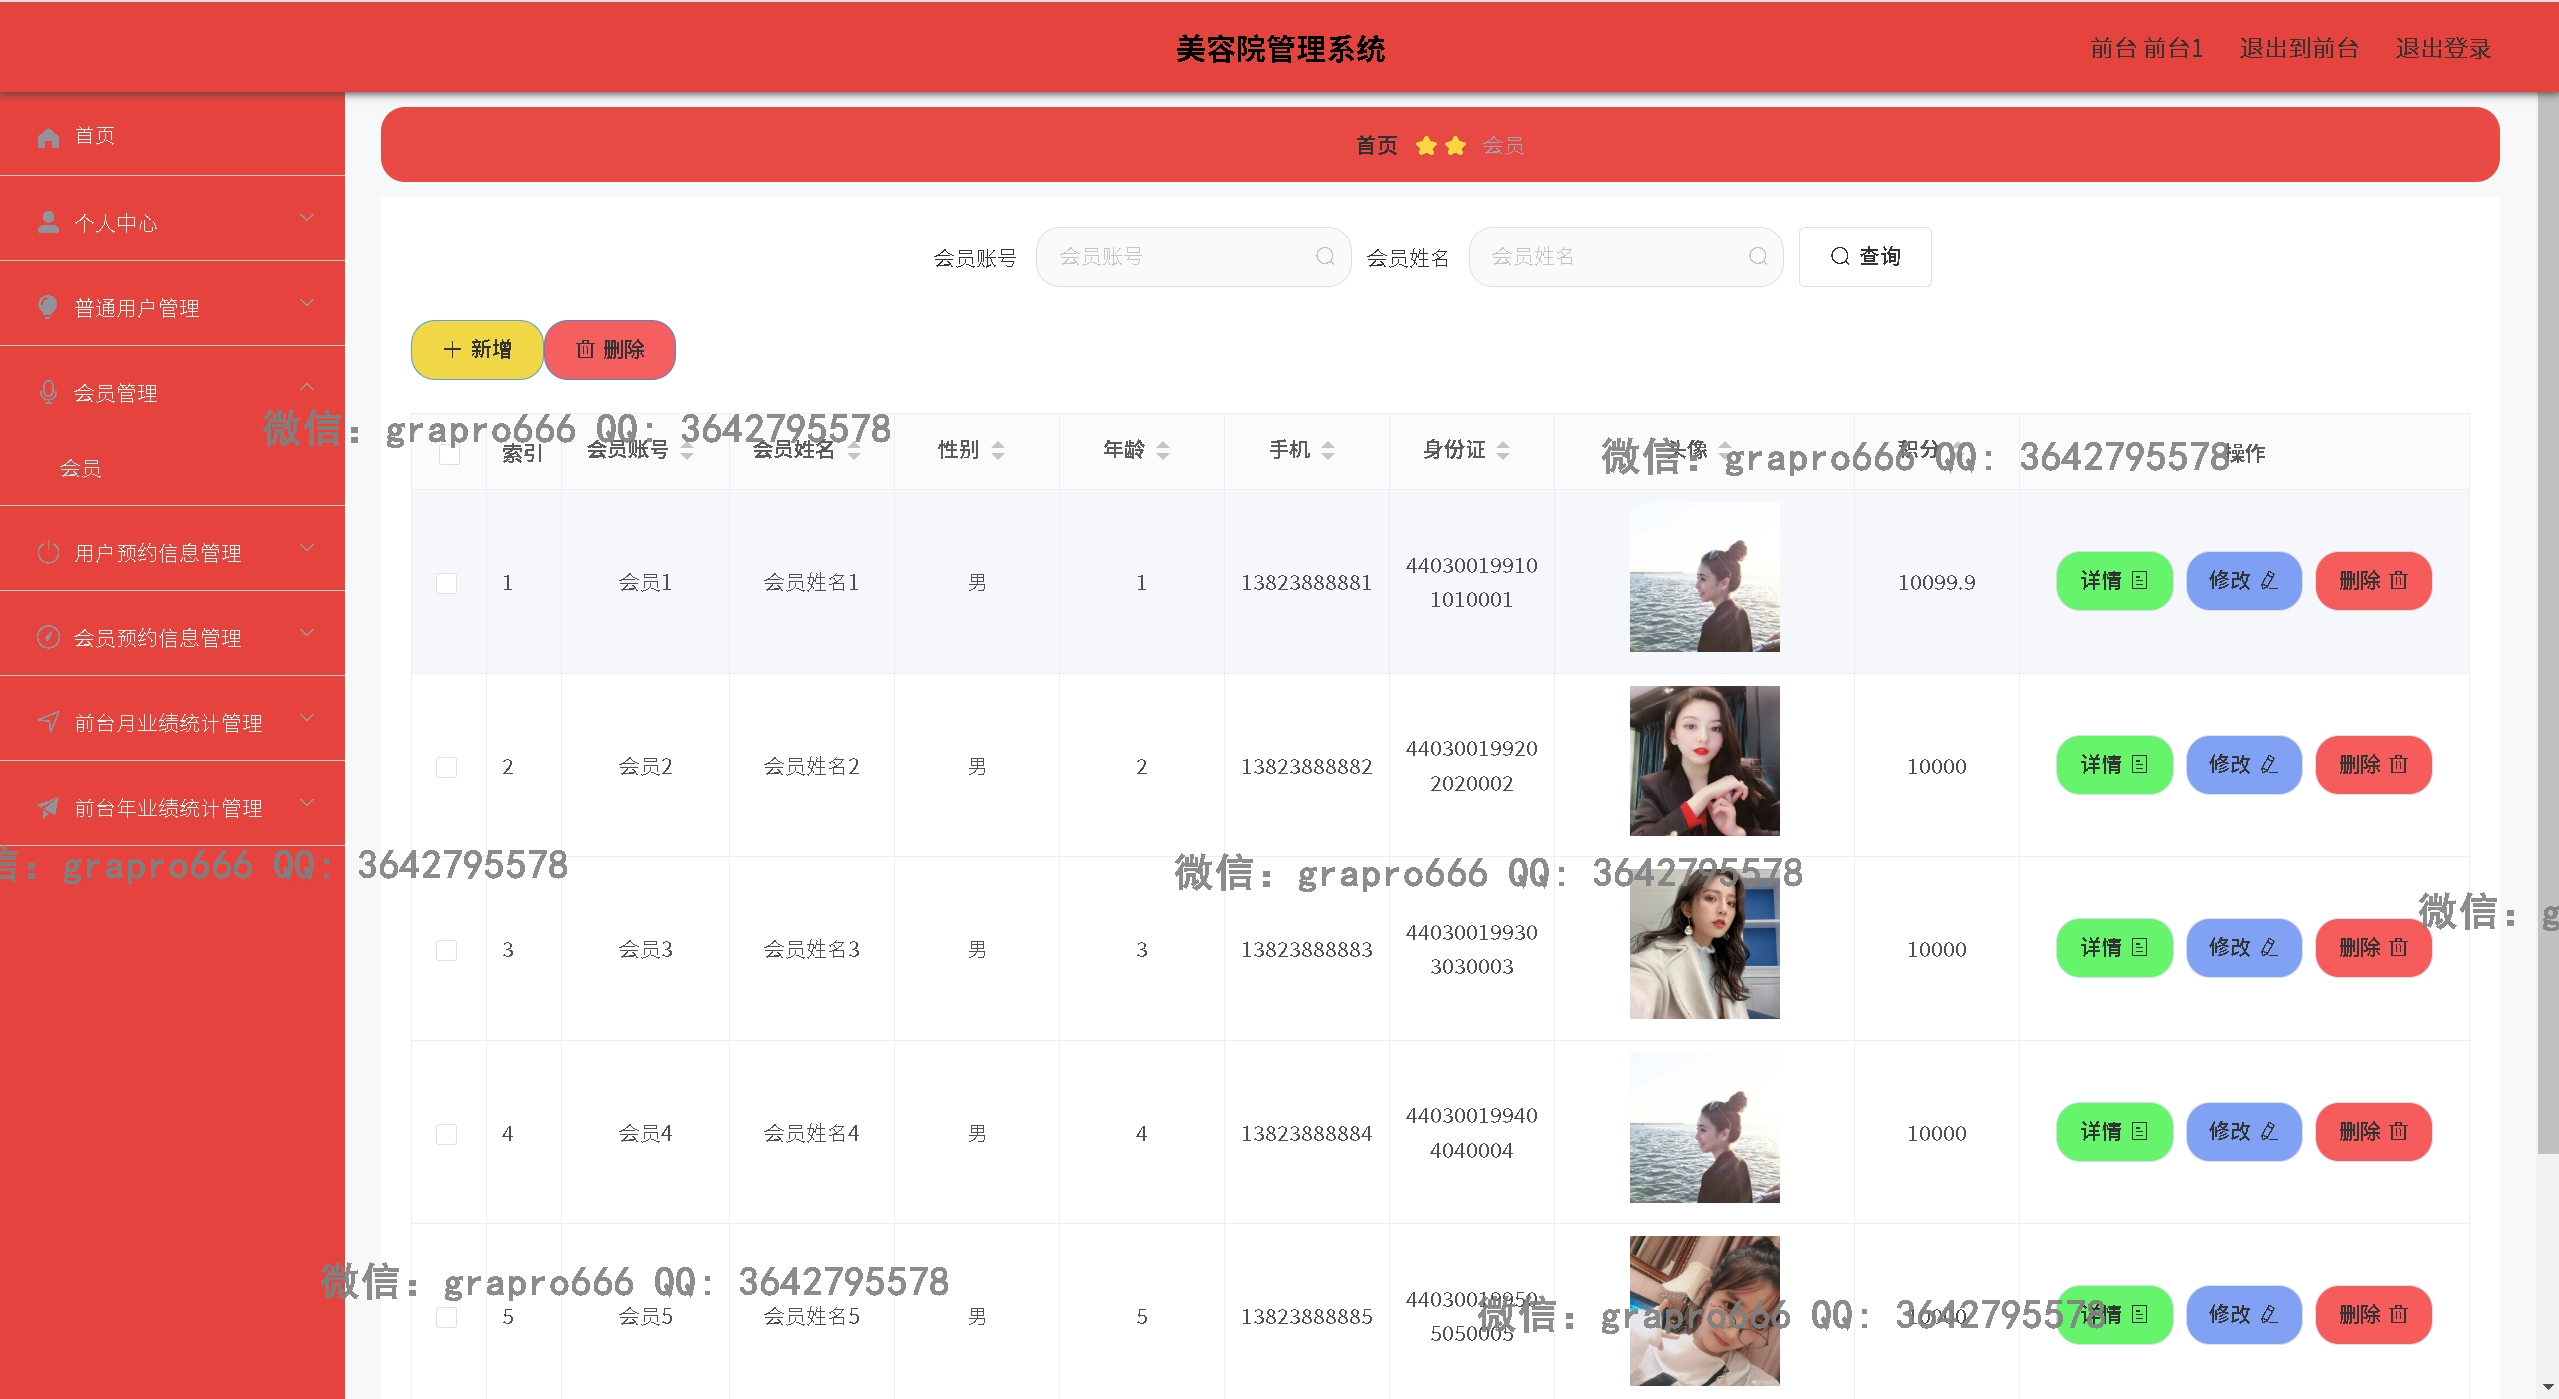 美容院管理系统
前台 前台1 退出到前台 退出登录
首页
个人中心
普通用户管理
会员管理
会员
用户预约信息管理
会员预约信息管理
前台月业绩统计管理
前台年业绩统计管理
首页 会员
会员账号 会员账号 会员姓名 会员姓名 查询
新增 删除
索引 会员账号 会员姓名 性别 年龄 手机 身份证 头像 积分 操作
1 会员1 会员姓名1 男 1 13823888881 44030019910 10099.9 详情 修改 删除
1010001
2 会员2 会员姓名2 男 2 13823888882 44030019920 10000 详情 修改 删除
2020002
3 会员3 会员姓名3 男 3 13823888883 44030019930 10000 详情 修改 删除
3030003
4 会员4 会员姓名4 男 4 13823888884 44030019940 10000 详情 修改 删除
4040004
5 会员5 会员姓名5 男 5 13823888885 44030019950 10000 详情 修改 删除
5050005
微信: grapro666 QQ: 3642795578
微信: grapro666 QQ: 3642795578
信: grapro666 QQ: 3642795578
微信: grapro666 QQ: 3642795578
微信: g
微信: grapro666 QQ: 3642795578
微信: grapro666 QQ: 3642795578